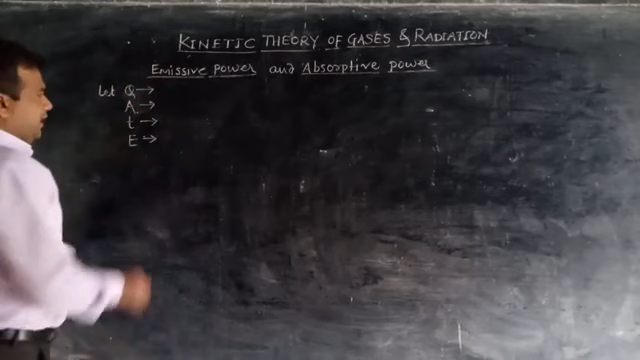 KINETIC THEORY OF GASES & RADIATION
Emissive power and Absorptive power
let Q →
A →
t →
E →